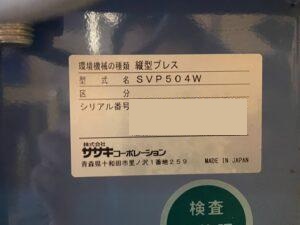 環境機械の種類 縦型プレス
型式名 SVP504W
区分
シリアル番号
株式会社
ササキコーポレーション
青森県十和田市里ノ沢1番地259 MADE IN JAPAN
検査